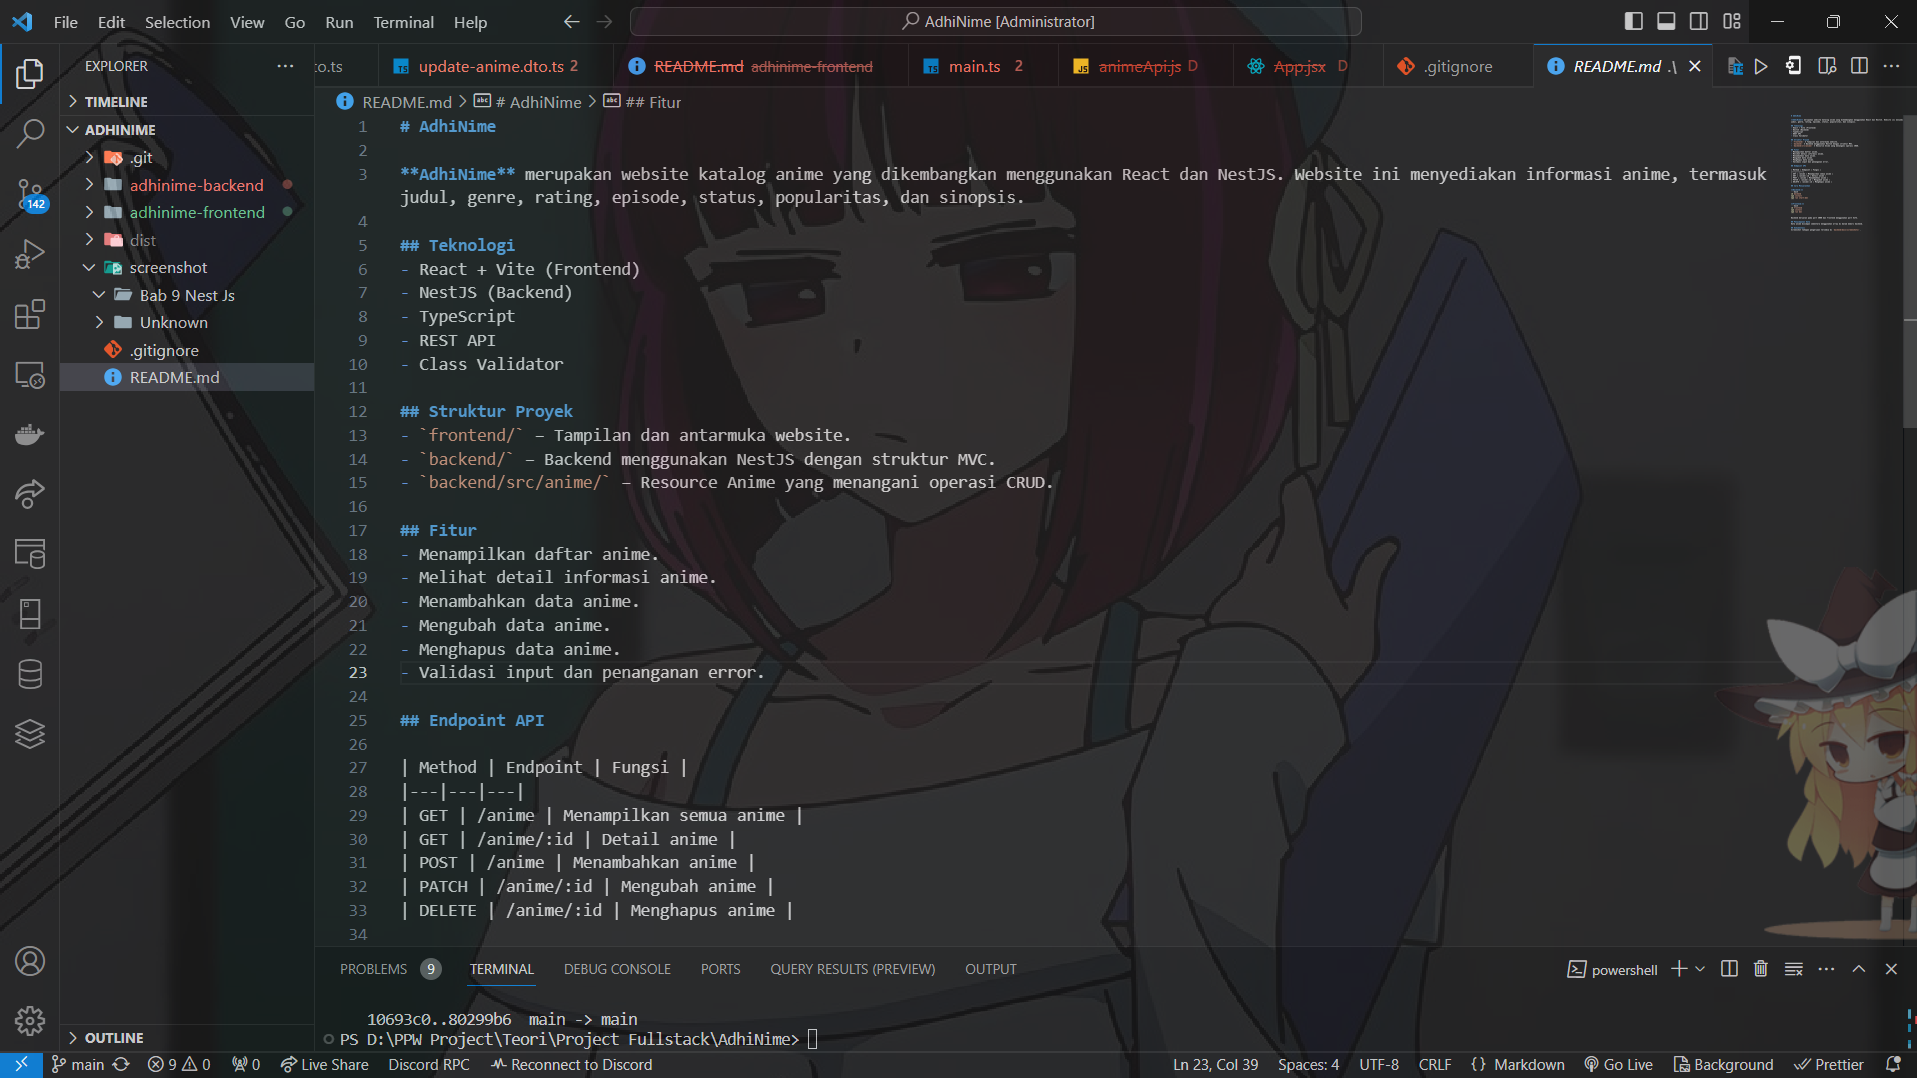 File Edit Selection View Go Run Terminal Help
AdhiNime [Administrator]
EXPLORER
to.ts
update-anime.dto.ts 2
README.md adhinime-frontend
main.ts 2
animeApi.js D
App.jsx D
.gitignore
README.md .\
TIMELINE
ADHINIME
.git
adhinime-backend
adhinime-frontend
dist
screenshot
Bab 9 Nest Js
Unknown
.gitignore
README.md
142
OUTLINE
README.md > # AdhiNime > ## Fitur
1 # AdhiNime
2
3 **AdhiNime** merupakan website katalog anime yang dikembangkan menggunakan React dan NestJS. Website ini menyediakan informasi anime, termasuk
judul, genre, rating, episode, status, popularitas, dan sinopsis.
4
5 ## Teknologi
6 - React + Vite (Frontend)
7 - NestJS (Backend)
8 - TypeScript
9 - REST API
10 - Class Validator
11
12 ## Struktur Proyek
13 - `frontend/` – Tampilan dan antarmuka website.
14 - `backend/` – Backend menggunakan NestJS dengan struktur MVC.
15 - `backend/src/anime/` – Resource Anime yang menangani operasi CRUD.
16
17 ## Fitur
18 - Menampilkan daftar anime.
19 - Melihat detail informasi anime.
20 - Menambahkan data anime.
21 - Mengubah data anime.
22 - Menghapus data anime.
23 - Validasi input dan penanganan error.
24
25 ## Endpoint API
26
27 | Method | Endpoint | Fungsi |
28 |---|---|---|
29 | GET | /anime | Menampilkan semua anime |
30 | GET | /anime/:id | Detail anime |
31 | POST | /anime | Menambahkan anime |
32 | PATCH | /anime/:id | Mengubah anime |
33 | DELETE | /anime/:id | Menghapus anime |
34
PROBLEMS 9 TERMINAL DEBUG CONSOLE PORTS QUERY RESULTS (PREVIEW) OUTPUT
powershell
10693c0..80299b6 main -> main
PS D:\PPW Project\Teori\Project Fullstack\AdhiNime>
main 9 0 0 Live Share Discord RPC Reconnect to Discord
Ln 23, Col 39 Spaces: 4 UTF-8 CRLF {} Markdown Go Live Background Prettier